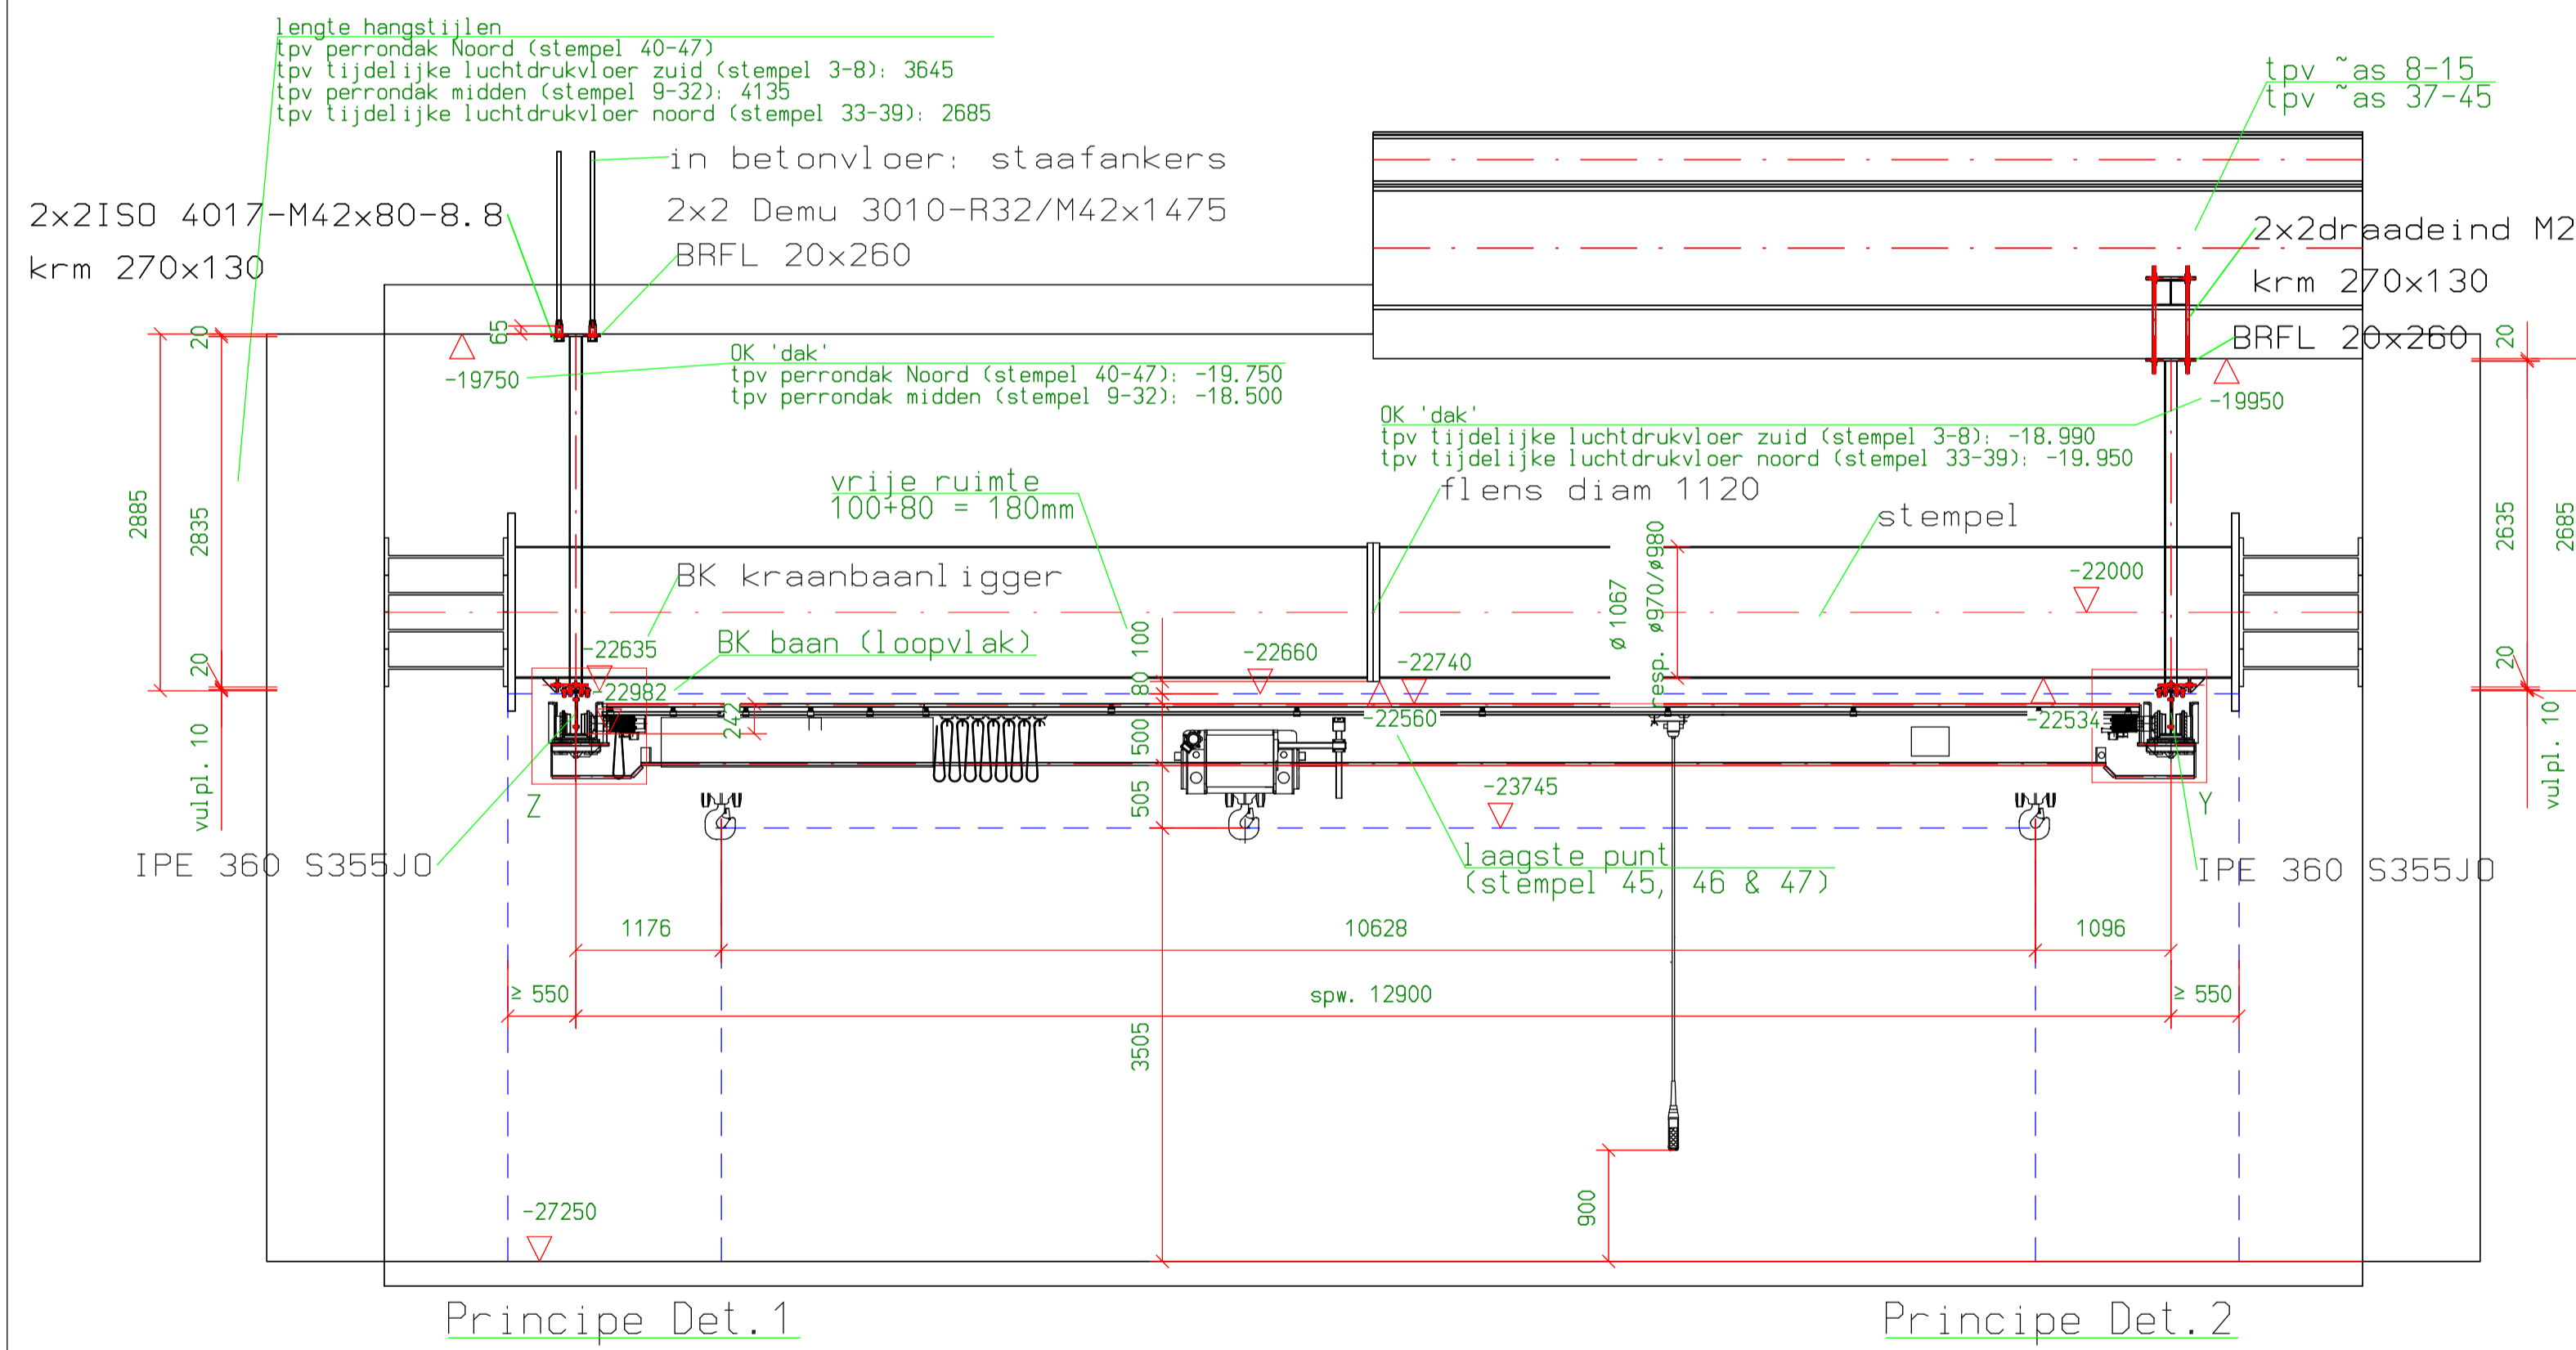 lengte hangstijlen
tpv perrondak Noord (stempel 40-47)
tpv tijdelijke luchtdrukvloer zuid (stempel 3-8): 3645
tpv perrondak midden (stempel 9-32): 4135
tpv tijdelijke luchtdrukvloer noord (stempel 33-39): 2685
tpv ~as 8-15
tpv ~as 37-45
in betonvloer: staafankers
2x2ISO 4017-M42x80-8.8
2x2 Demu 3010-R32/M42x1475
2x2draadeind M2
krm 270x130
BRFL 20x260
krm 270x130
BRFL 20x260
20
65
20
-19750
OK 'dak'
tpv perrondak Noord (stempel 40-47): -19.750
tpv perrondak midden (stempel 9-32): -18.500
-19950
OK 'dak'
tpv tijdelijke luchtdrukvloer zuid (stempel 3-8): -18.990
tpv tijdelijke luchtdrukvloer noord (stempel 33-39): -19.950
vrije ruimte
100+80 = 180mm
flens diam 1120
stempel
2885
2835
2635
2685
BK kraanbaanligger
ø 1067
resp. ø970/ø980
-22000
BK baan (loopvlak)
100
-22635
-22660
-22740
20
20
80
-22982
242
-22560
-22534
500
vulpl. 10
vulpl. 10
505
-23745
Z
Y
IPE 360 S355J0
laagste punt
(stempel 45, 46 & 47)
IPE 360 S355J0
1176
10628
1096
≥ 550
spw. 12900
≥ 550
3505
900
-27250
Principe Det.1
Principe Det.2